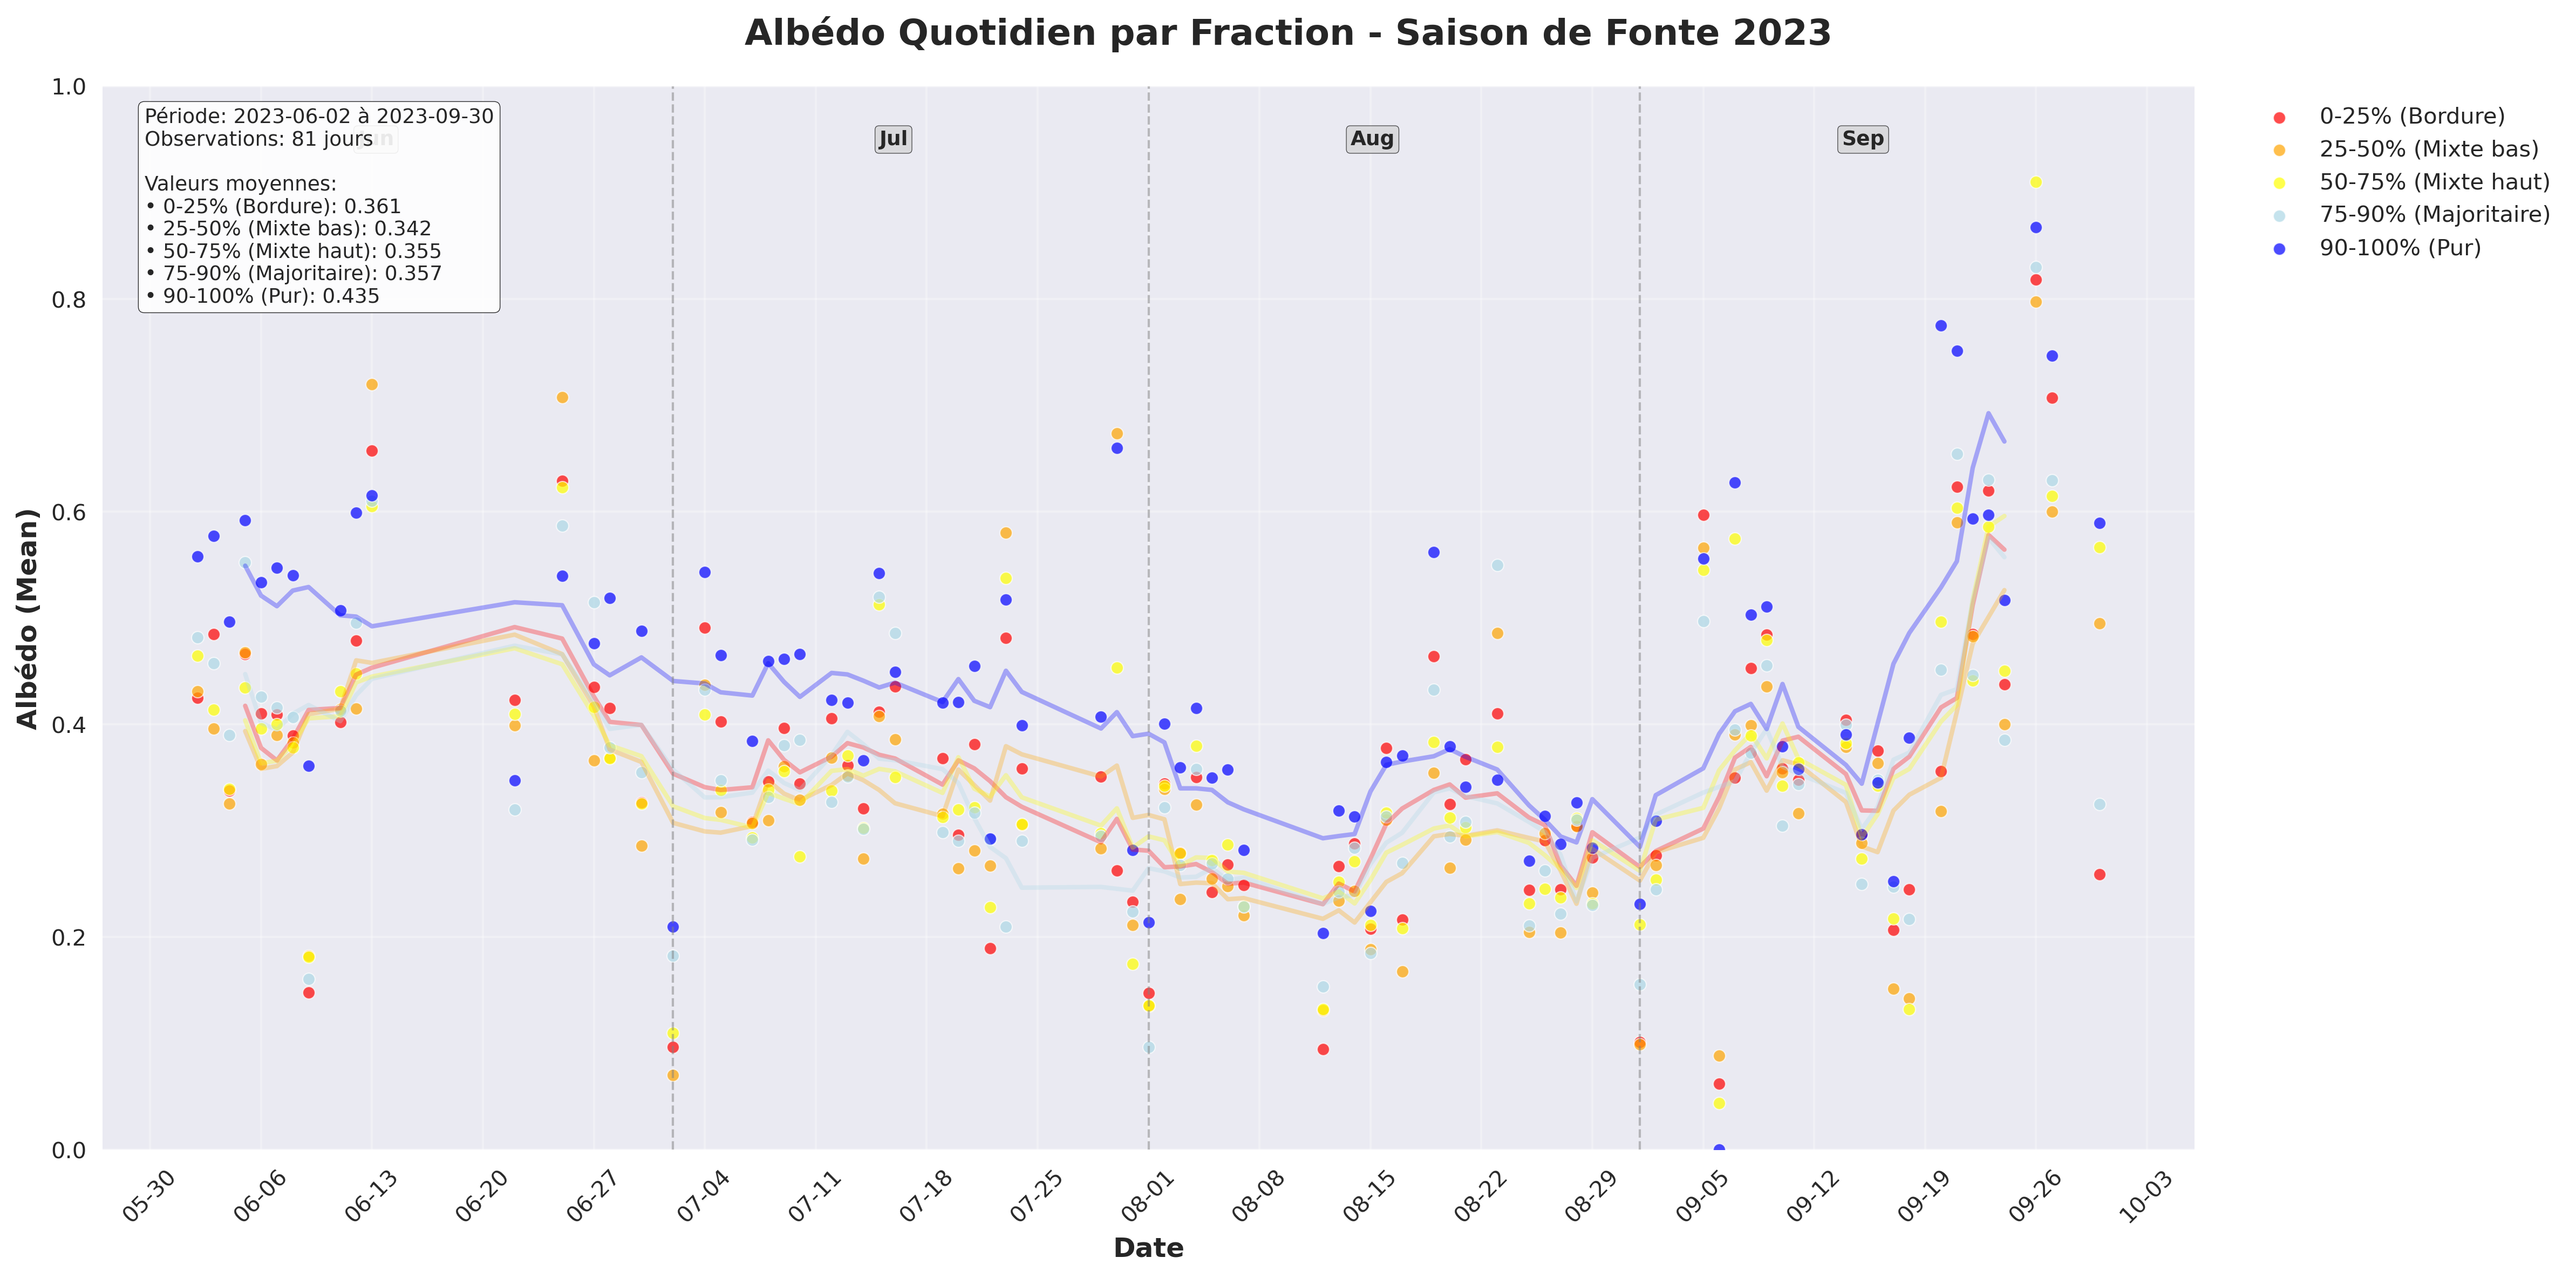 Albédo Quotidien par Fraction - Saison de Fonte 2023
Albédo (Mean)
1.0
0.8
0.6
0.4
0.2
0.0
Période: 2023-06-02 à 2023-09-30
Observations: 81 jours
Valeurs moyennes:
• 0-25% (Bordure): 0.361
• 25-50% (Mixte bas): 0.342
• 50-75% (Mixte haut): 0.355
• 75-90% (Majoritaire): 0.357
• 90-100% (Pur): 0.435
Jun
Jul
Aug
Sep
0-25% (Bordure)
25-50% (Mixte bas)
50-75% (Mixte haut)
75-90% (Majoritaire)
90-100% (Pur)
05-30
06-06
06-13
06-20
06-27
07-04
07-11
07-18
07-25
08-01
08-08
08-15
08-22
08-29
09-05
09-12
09-19
09-26
10-03
Date